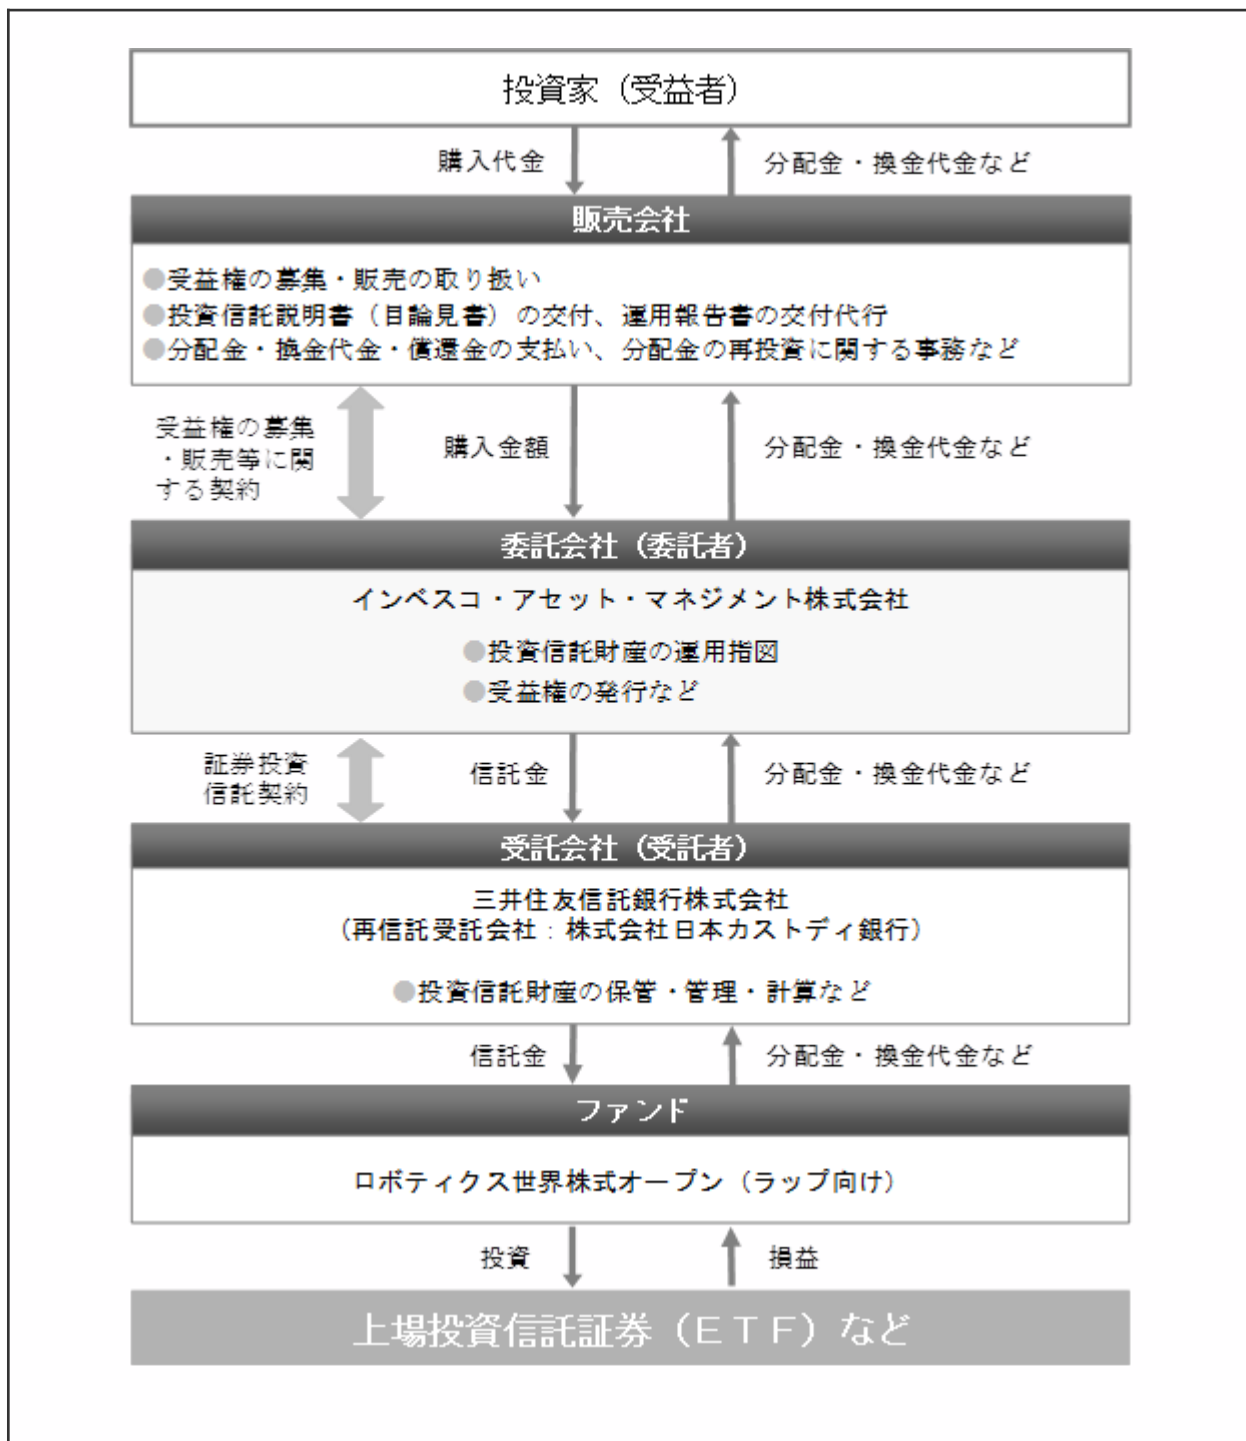 投資家（受益者）
購入代金
分配金・換金代金など
販売会社
●受益権の募集・販売の取り扱い
●投資信託説明書（目論見書）の交付、運用報告書の交付代行
●分配金・換金代金・償還金の支払い、分配金の再投資に関する事務など
受益権の募集
・販売等に関
する契約
購入金額
分配金・換金代金など
委託会社（委託者）
インベスコ・アセット・マネジメント株式会社
●投資信託財産の運用指図
●受益権の発行など
証券投資
信託契約
信託金
分配金・換金代金など
受託会社（受託者）
三井住友信託銀行株式会社
（再信託受託会社：株式会社日本カストディ銀行）
●投資信託財産の保管・管理・計算など
信託金
分配金・換金代金など
ファンド
ロボティクス世界株式オープン（ラップ向け）
投資
損益
上場投資信託証券（ＥＴＦ）など